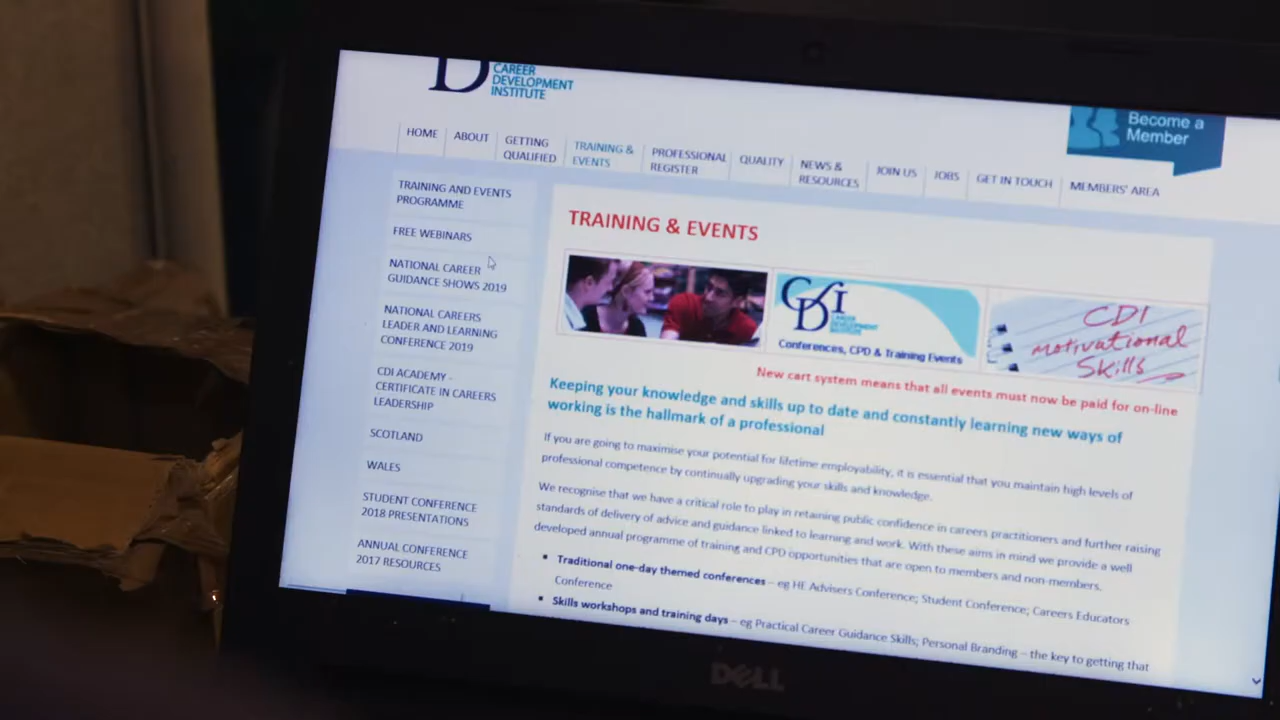 CAREER
DEVELOPMENT
INSTITUTE
Become a
Member
HOME
ABOUT
GETTING
QUALIFIED
TRAINING &
EVENTS
PROFESSIONAL
REGISTER
QUALITY
NEWS &
RESOURCES
JOIN US
JOBS
GET IN TOUCH
MEMBERS' AREA
TRAINING AND EVENTS
PROGRAMME
FREE WEBINARS
NATIONAL CAREER
GUIDANCE SHOWS 2019
NATIONAL CAREERS
LEADER AND LEARNING
CONFERENCE 2019
CDI ACADEMY -
CERTIFICATE IN CAREERS
LEADERSHIP
SCOTLAND
WALES
STUDENT CONFERENCE
2018 PRESENTATIONS
ANNUAL CONFERENCE
2017 RESOURCES
TRAINING & EVENTS
CDI
CAREER
DEVELOPMENT
INSTITUTE
Conferences, CPD & Training Events
CDI
motivational
Skills
New cart system means that all events must now be paid for on-line
Keeping your knowledge and skills up to date and constantly learning new ways of
working is the hallmark of a professional
If you are going to maximise your potential for lifetime employability, it is essential that you maintain high levels of
professional competence by continually upgrading your skills and knowledge.
We recognise that we have a critical role to play in retaining public confidence in careers practitioners and further raising
standards of delivery of advice and guidance linked to learning and work. With these aims in mind we provide a well
developed annual programme of training and CPD opportunities that are open to members and non-members.
▪ Traditional one-day themed conferences – eg HE Advisers Conference; Student Conference; Careers Educators
Conference
▪ Skills workshops and training days – eg Practical Career Guidance Skills; Personal Branding – the key to getting that
DELL